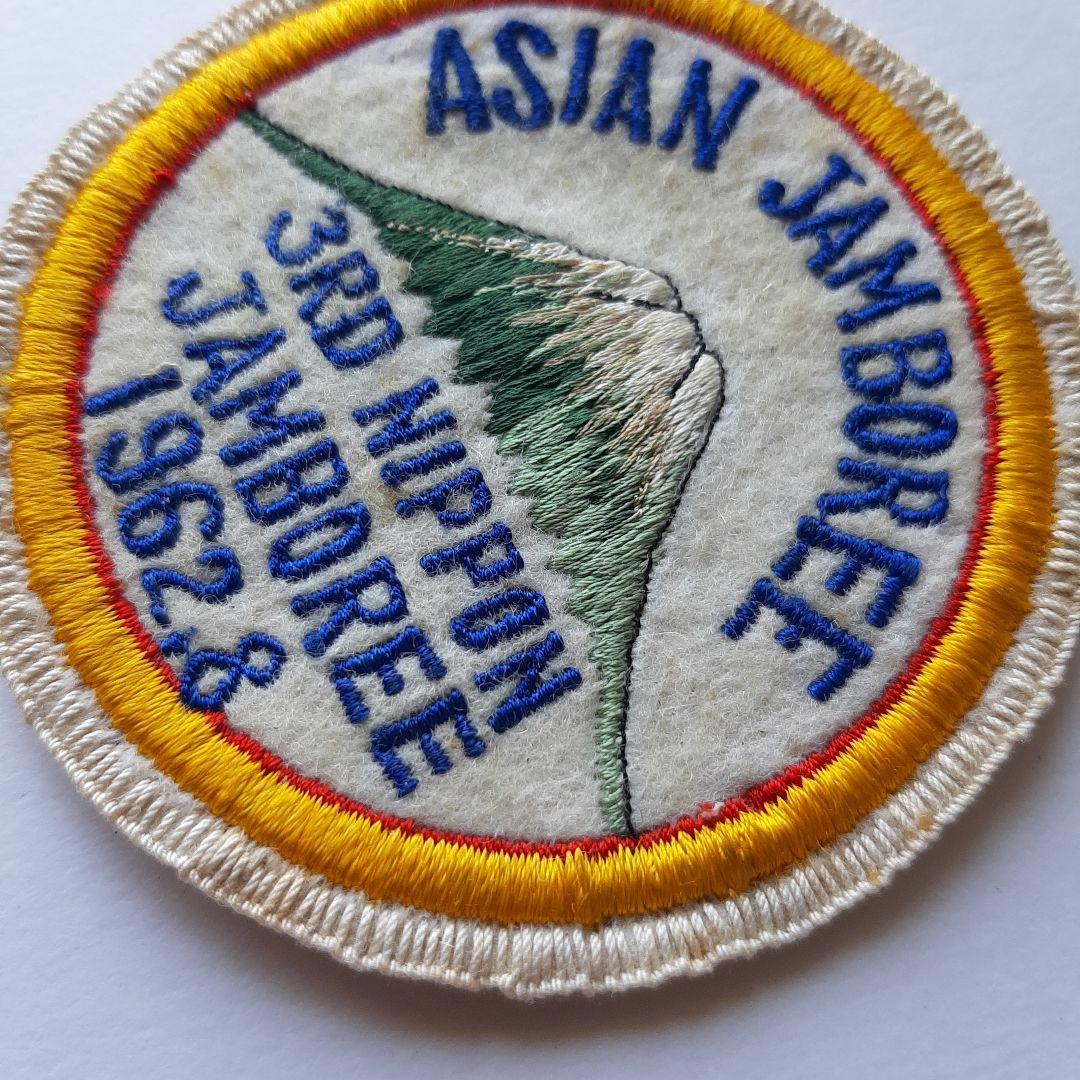 ASIAN JAMBOREE
3RD NIPPON
JAMBOREE
1962.8